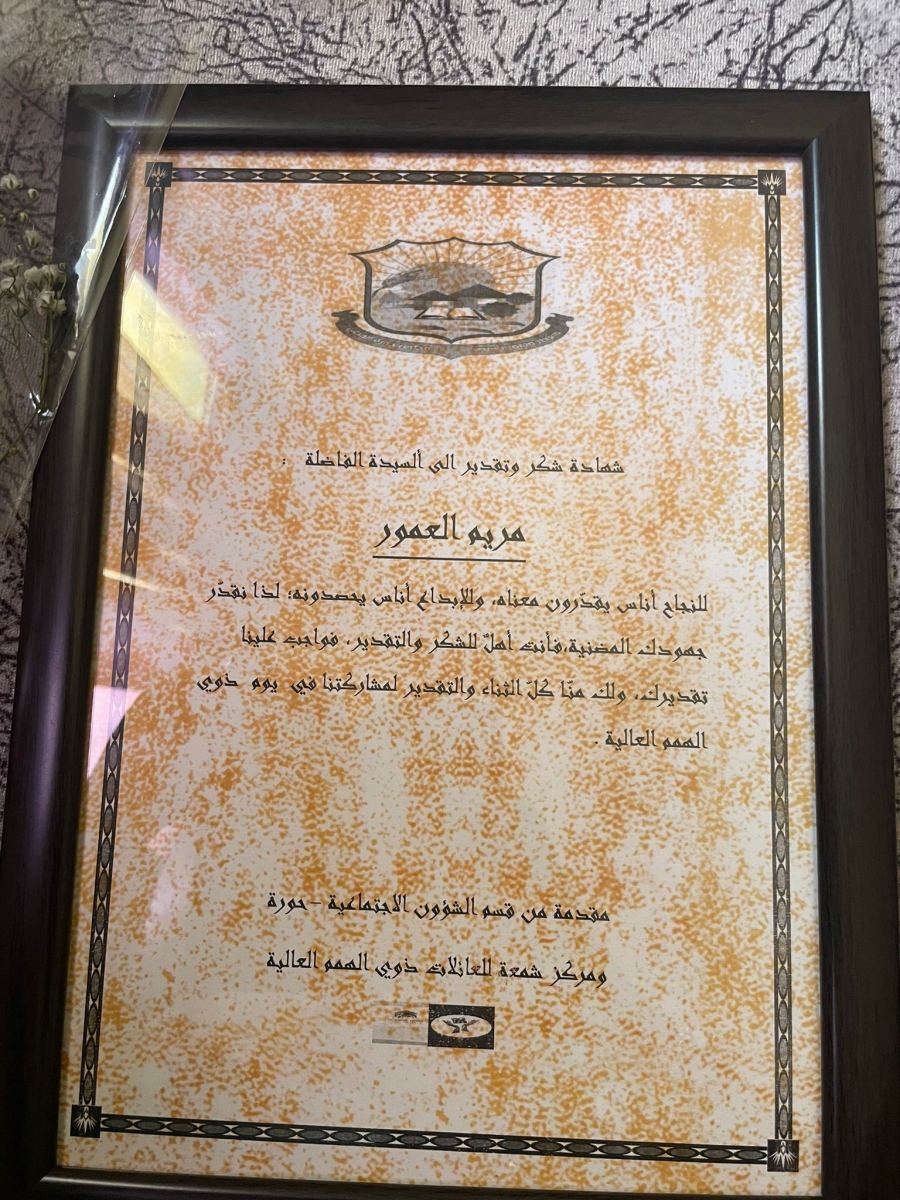 شهادة شكر وتقدير الى ألسيدة الفاضلة :
مريم العمور
للنجاح أناس يقدّرون معناه، وللإبداع أناس يحصدونه؛ لذا نقدّر
جهودك المضنية،فأنت أهلٌ للشكر والتقدير، فواجب علينا
تقديرك، ولك منّا كلّ الثناء والتقدير لمشاركتنا في يوم ذوي
الهمم العالية .
مقدمة من قسم الشؤون الاجتماعية –حورة
ومركز شمعة للعائلات ذوي الهمم العالية